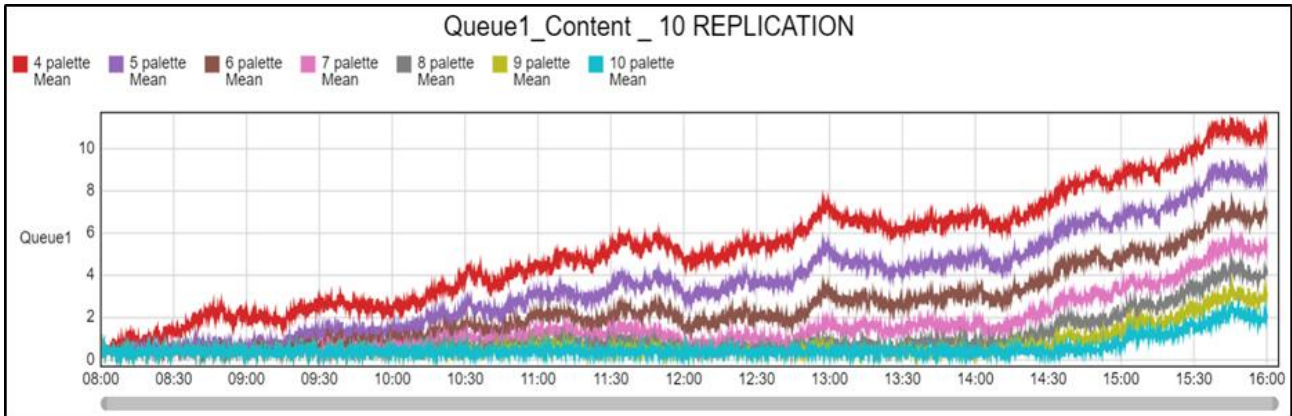 Queue1_Content _ 10 REPLICATION
4 palette Mean
5 palette Mean
6 palette Mean
7 palette Mean
8 palette Mean
9 palette Mean
10 palette Mean
10
8
6
Queue1
4
2
0
08:00 08:30 09:00 09:30 10:00 10:30 11:00 11:30 12:00 12:30 13:00 13:30 14:00 14:30 15:00 15:30 16:00